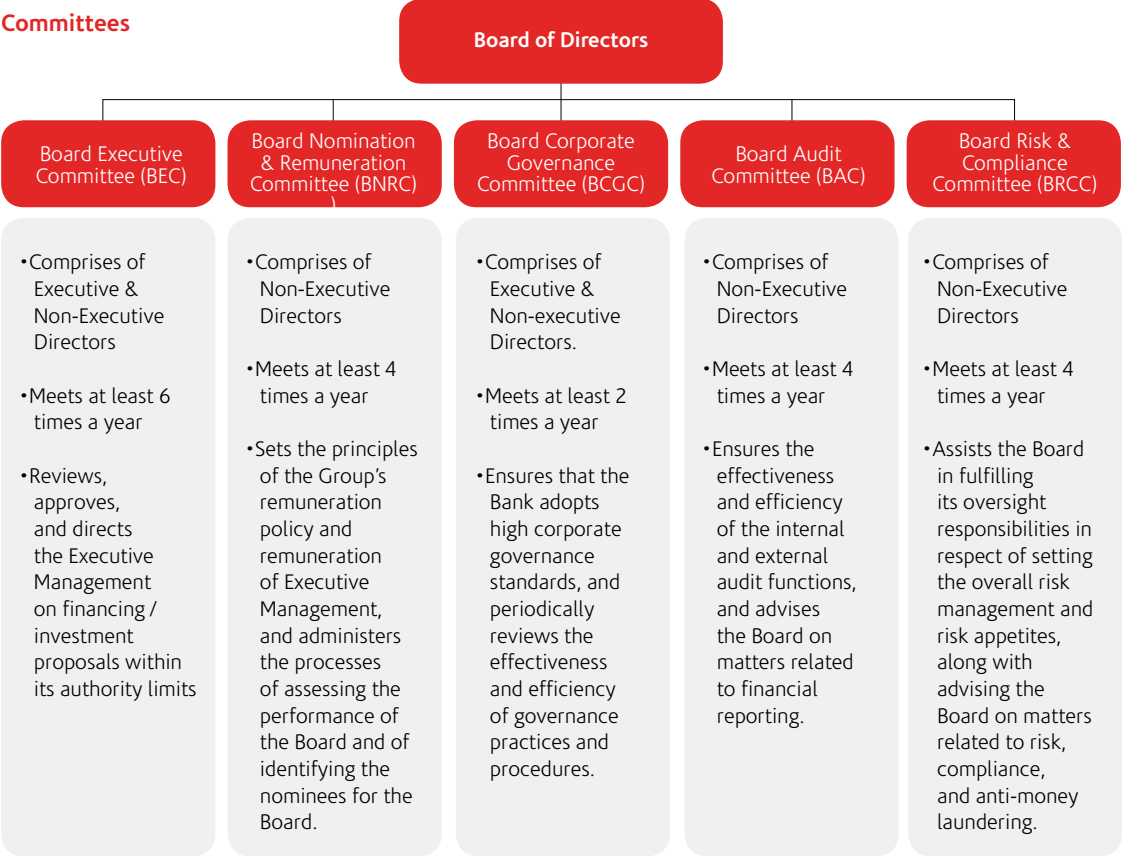 Committees
Board of Directors
Board Executive
Committee (BEC)
Board Nomination
& Remuneration
Committee (BNRC)
)
Board Corporate
Governance
Committee (BCGC)
Board Audit
Committee (BAC)
Board Risk &
Compliance
Committee (BRCC)
•Comprises of
Executive &
Non-Executive
Directors
•Meets at least 6
times a year
•Reviews,
approves,
and directs
the Executive
Management
on financing /
investment
proposals within
its authority limits
•Comprises of
Non-Executive
Directors
•Meets at least 4
times a year
•Sets the principles
of the Group's
remuneration
policy and
remuneration
of Executive
Management,
and administers
the processes
of assessing the
performance of
the Board and of
identifying the
nominees for the
Board.
•Comprises of
Executive &
Non-executive
Directors.
•Meets at least 2
times a year
•Ensures that the
Bank adopts
high corporate
governance
standards, and
periodically
reviews the
effectiveness
and efficiency
of governance
practices and
procedures.
•Comprises of
Non-Executive
Directors
•Meets at least 4
times a year
•Ensures the
effectiveness
and efficiency
of the internal
and external
audit functions,
and advises
the Board on
matters related
to financial
reporting.
•Comprises of
Non-Executive
Directors
•Meets at least 4
times a year
•Assists the Board
in fulfilling
its oversight
responsibilities in
respect of setting
the overall risk
management and
risk appetites,
along with
advising the
Board on matters
related to risk,
compliance,
and anti-money
laundering.